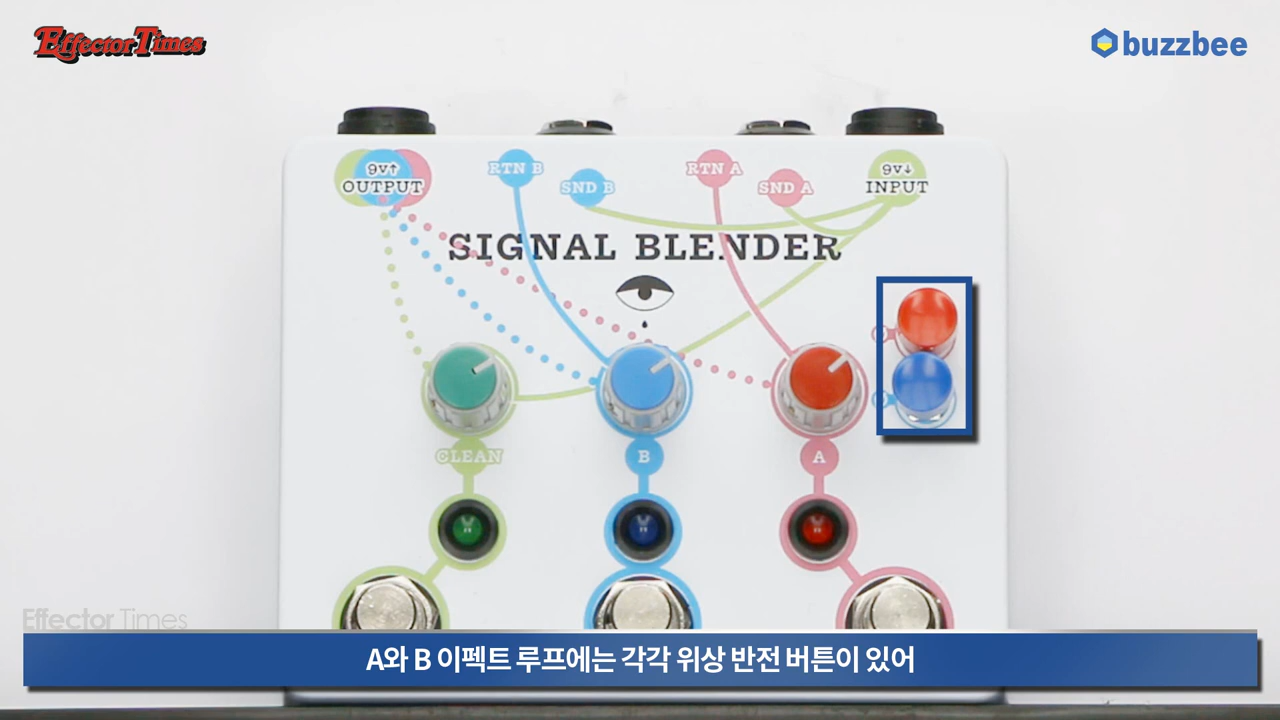 Effector Times
buzzbee
9v↑
OUTPUT
RTN B
SND B
RTN A
SND A
9v↓
INPUT
SIGNAL BLENDER
CLEAN
B
A
Effector Times
A와 B 이펙트 루프에는 각각 위상 반전 버튼이 있어